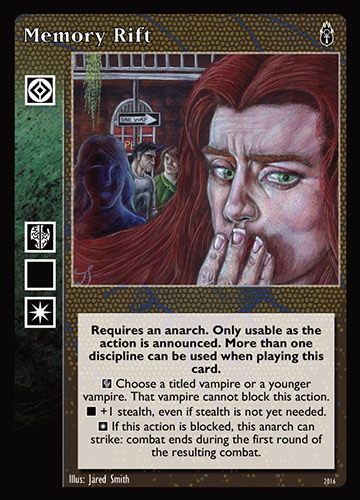 Memory Rift
ONE WAY
Requires an anarch. Only usable as the
action is announced. More than one
discipline can be used when playing this
card.
Choose a titled vampire or a younger
vampire. That vampire cannot block this action.
+1 stealth, even if stealth is not yet needed.
If this action is blocked, this anarch can
strike: combat ends during the first round of
the resulting combat.
Illus: Jared Smith 2016